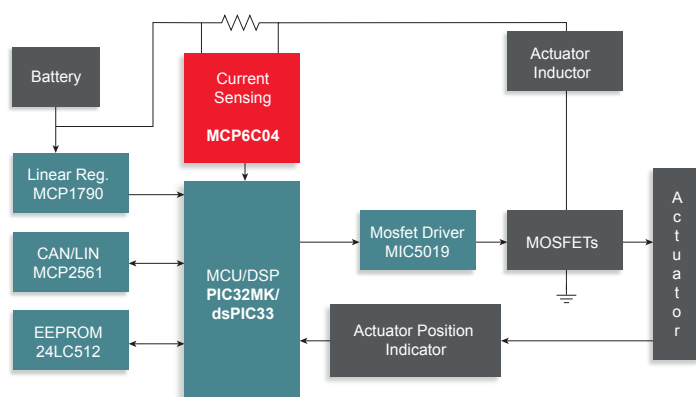 Battery
Current
Sensing
MCP6C04
Actuator
Inductor
Linear Reg.
MCP1790
CAN/LIN
MCP2561
EEPROM
24LC512
MCU/DSP
PIC32MK/
dsPIC33
Mosfet Driver
MIC5019
MOSFETs
Actuator Position
Indicator
A
c
t
u
a
t
o
r